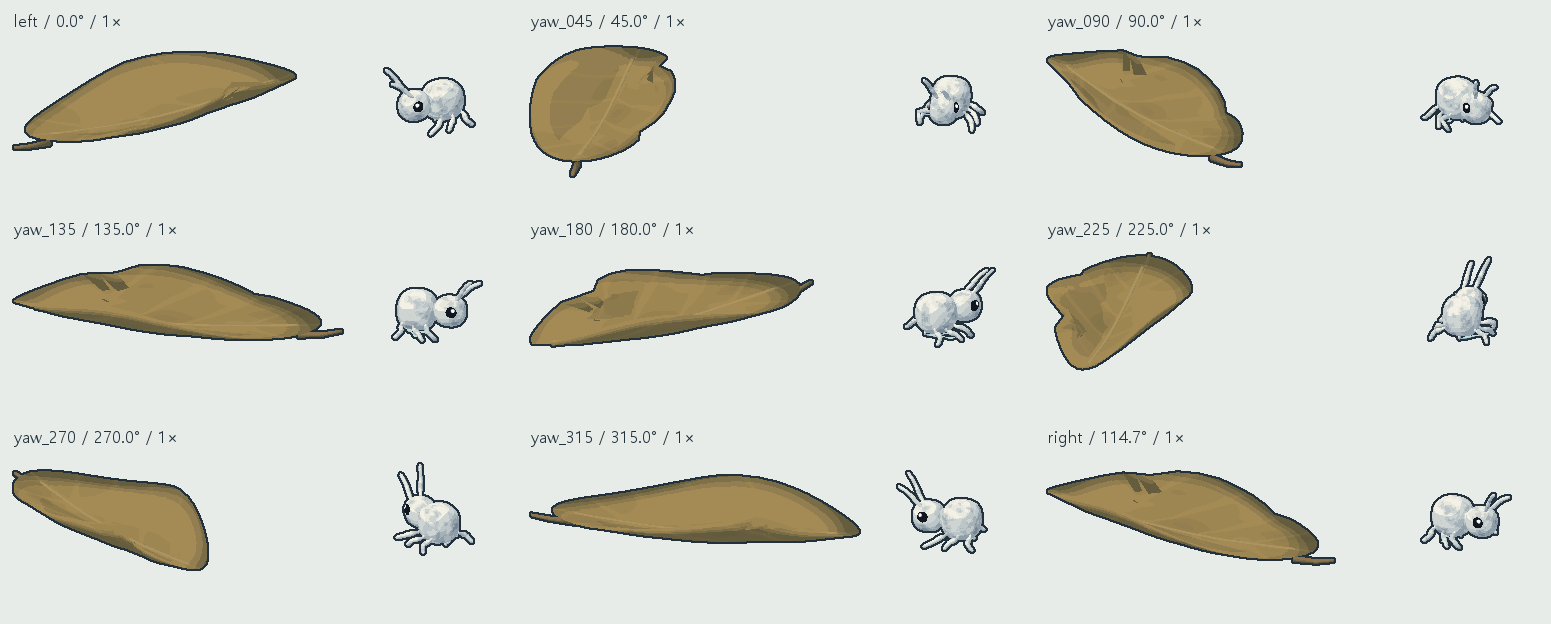 left / 0.0° / 1×
yaw_045 / 45.0° / 1×
yaw_090 / 90.0° / 1×
yaw_135 / 135.0° / 1×
yaw_180 / 180.0° / 1×
yaw_225 / 225.0° / 1×
yaw_270 / 270.0° / 1×
yaw_315 / 315.0° / 1×
right / 114.7° / 1×